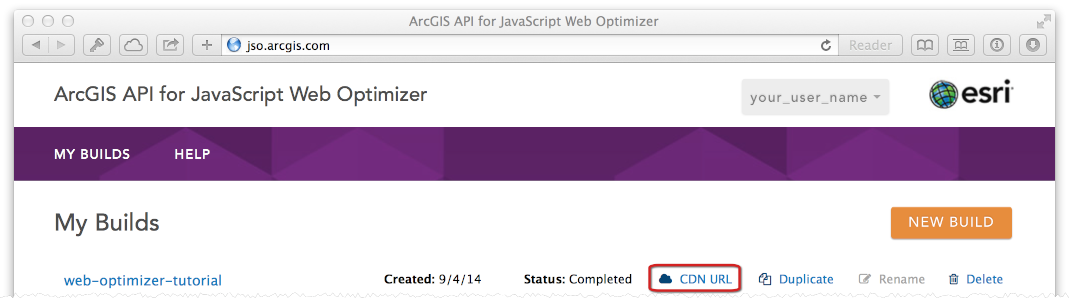 ArcGIS API for JavaScript Web Optimizer
jso.arcgis.com Reader
ArcGIS API for JavaScript Web Optimizer your_user_name esri
MY BUILDS HELP
My Builds NEW BUILD
web-optimizer-tutorial Created: 9/4/14 Status: Completed CDN URL Duplicate Rename Delete